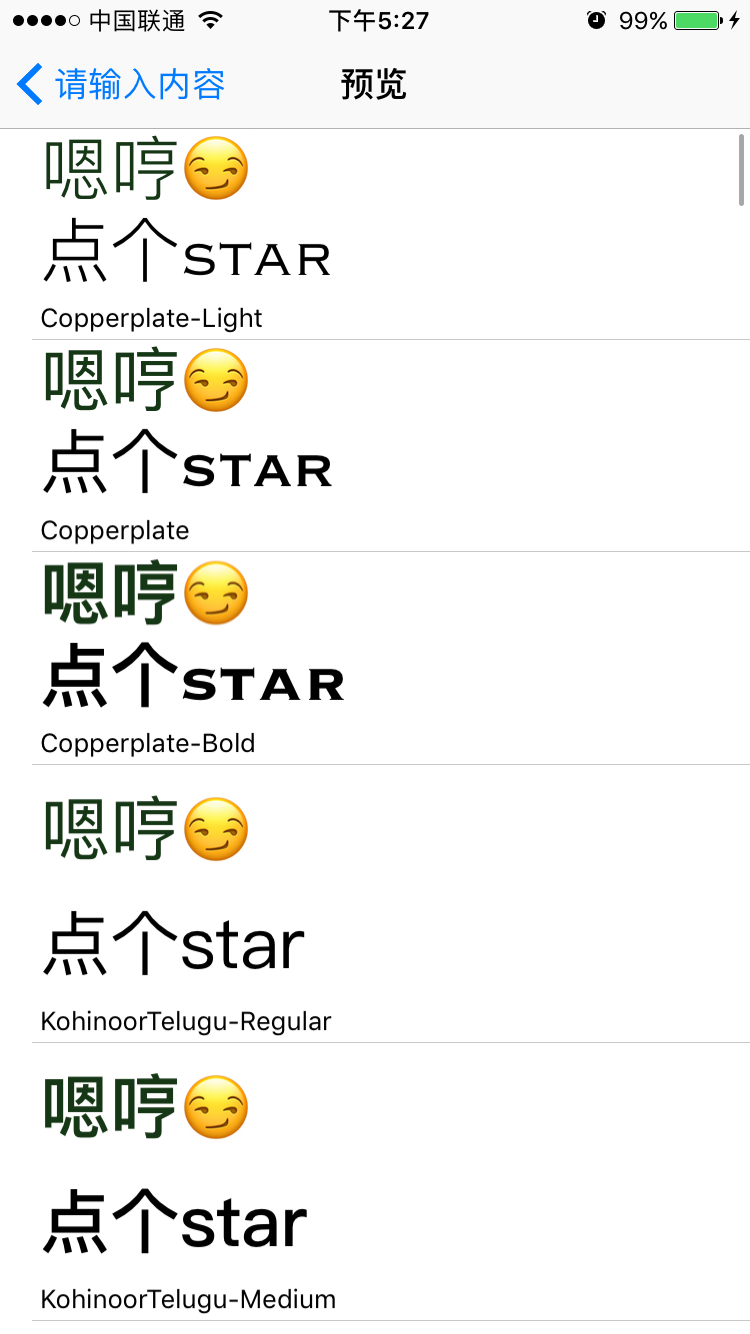 中国联通 下午5:27 99%
请输入内容 预览
嗯哼😏
点个STAR
Copperplate-Light
嗯哼😏
点个STAR
Copperplate
嗯哼😏
点个STAR
Copperplate-Bold
嗯哼😏
点个star
KohinoorTelugu-Regular
嗯哼😏
点个star
KohinoorTelugu-Medium